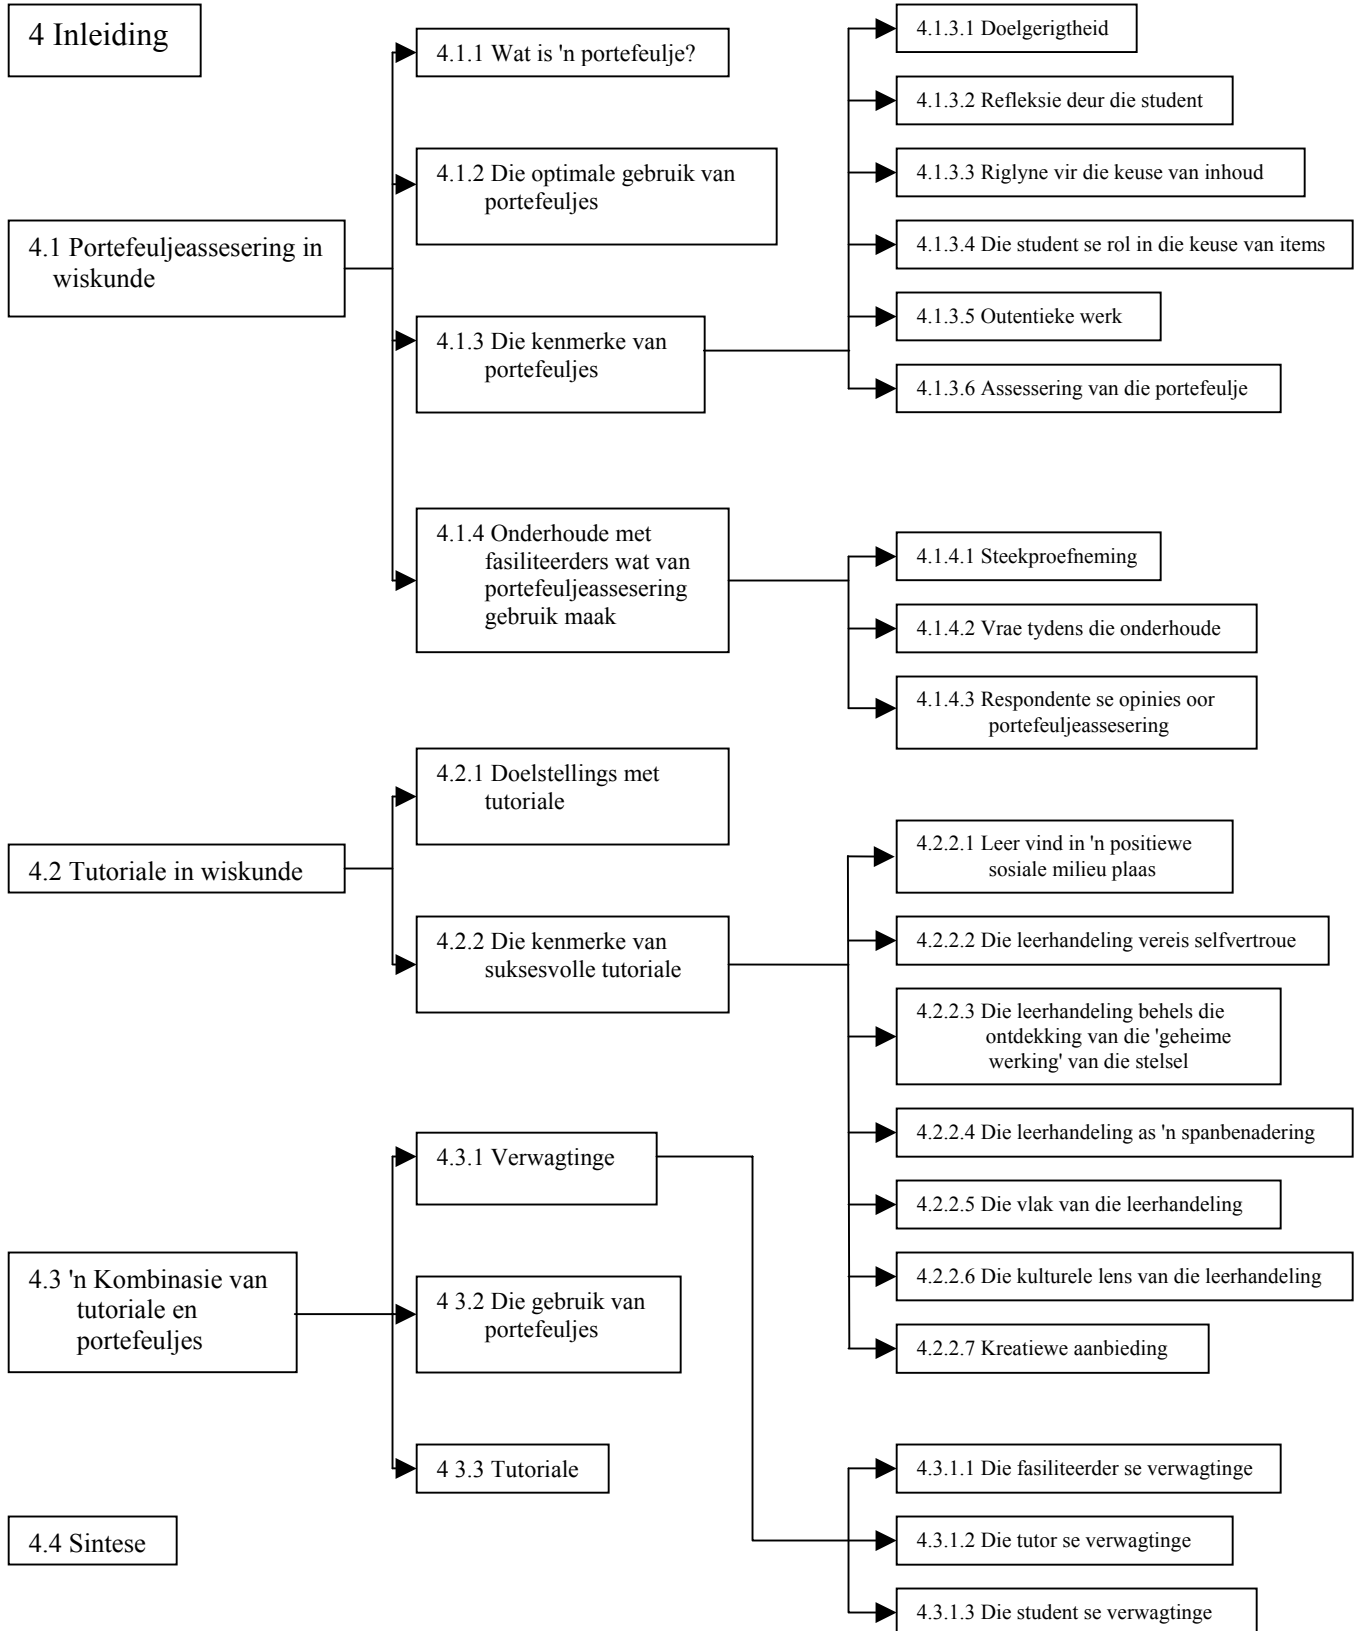 4 Inleiding
4.1 Portefeuljeassesering in
wiskunde
4.2 Tutoriale in wiskunde
4.3 'n Kombinasie van
tutoriale en
portefeuljes
4.4 Sintese
4.1.1 Wat is 'n portefeulje?
4.1.2 Die optimale gebruik van
portefeuljes
4.1.3 Die kenmerke van
portefeuljes
4.1.4 Onderhoude met
fasiliteerders wat van
portefeuljeassesering
gebruik maak
4.2.1 Doelstellings met
tutoriale
4.2.2 Die kenmerke van
suksesvolle tutoriale
4.3.1 Verwagtinge
4 3.2 Die gebruik van
portefeuljes
4 3.3 Tutoriale
4.1.3.1 Doelgerigtheid
4.1.3.2 Refleksie deur die student
4.1.3.3 Riglyne vir die keuse van inhoud
4.1.3.4 Die student se rol in die keuse van items
4.1.3.5 Outentieke werk
4.1.3.6 Assessering van die portefeulje
4.1.4.1 Steekproefneming
4.1.4.2 Vrae tydens die onderhoude
4.1.4.3 Respondente se opinies oor
portefeuljeassesering
4.2.2.1 Leer vind in 'n positiewe
sosiale milieu plaas
4.2.2.2 Die leerhandeling vereis selfvertroue
4.2.2.3 Die leerhandeling behels die
ontdekking van die 'geheime
werking' van die stelsel
4.2.2.4 Die leerhandeling as 'n spanbenadering
4.2.2.5 Die vlak van die leerhandeling
4.2.2.6 Die kulturele lens van die leerhandeling
4.2.2.7 Kreatiewe aanbieding
4.3.1.1 Die fasiliteerder se verwagtinge
4.3.1.2 Die tutor se verwagtinge
4.3.1.3 Die student se verwagtinge